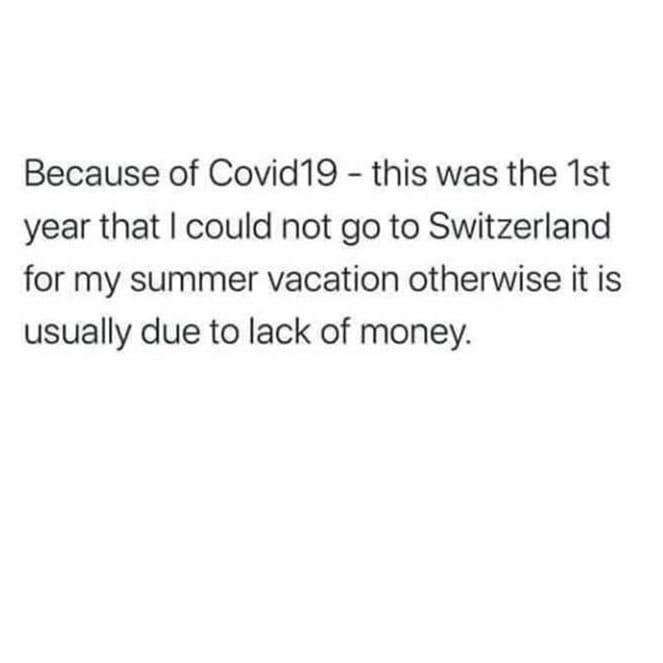 Because of Covid19 - this was the 1st
year that I could not go to Switzerland
for my summer vacation otherwise it is
usually due to lack of money.